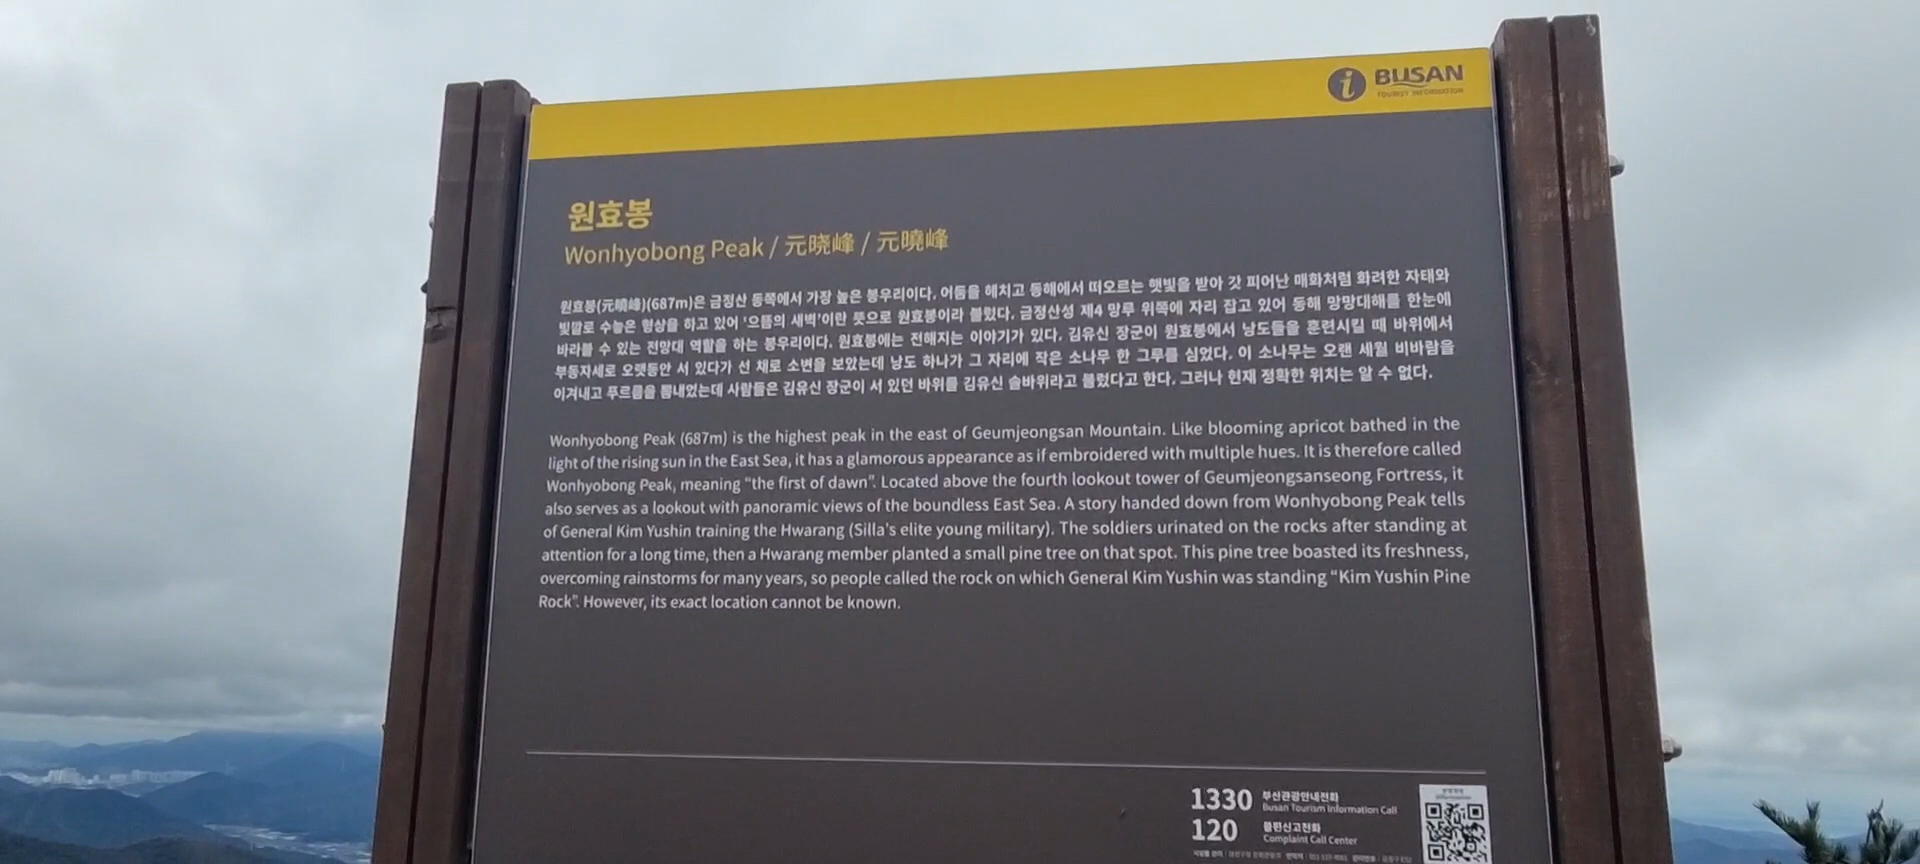 BUSAN
TOURIST INFORMATION
원효봉
Wonhyobong Peak / 元晓峰 / 元曉峰
원효봉(元曉峰)(687m)은 금정산 동쪽에서 가장 높은 봉우리이다. 어둠을 헤치고 동해에서 떠오르는 햇빛을 받아 갓 피어난 매화처럼 화려한 자태와
빛깔로 수놓은 형상을 하고 있어 '으뜸의 새벽'이란 뜻으로 원효봉이라 불렀다. 금정산성 제4 망루 위쪽에 자리 잡고 있어 동해 망망대해를 한눈에
바라볼 수 있는 전망대 역할을 하는 봉우리이다. 원효봉에는 전해지는 이야기가 있다. 김유신 장군이 원효봉에서 낭도들을 훈련시킬 때 바위에서
부동자세로 오랫동안 서 있다가 선 채로 소변을 보았는데 낭도 하나가 그 자리에 작은 소나무 한 그루를 심었다. 이 소나무는 오랜 세월 비바람을
이겨내고 푸르름을 뽐내었는데 사람들은 김유신 장군이 서 있던 바위를 김유신 솔바위라고 불렀다고 한다. 그러나 현재 정확한 위치는 알 수 없다.
Wonhyobong Peak (687m) is the highest peak in the east of Geumjeongsan Mountain. Like blooming apricot bathed in the
light of the rising sun in the East Sea, it has a glamorous appearance as if embroidered with multiple hues. It is therefore called
Wonhyobong Peak, meaning “the first of dawn”. Located above the fourth lookout tower of Geumjeongsanseong Fortress, it
also serves as a lookout with panoramic views of the boundless East Sea. A story handed down from Wonhyobong Peak tells
of General Kim Yushin training the Hwarang (Silla's elite young military). The soldiers urinated on the rocks after standing at
attention for a long time, then a Hwarang member planted a small pine tree on that spot. This pine tree boasted its freshness,
overcoming rainstorms for many years, so people called the rock on which General Kim Yushin was standing “Kim Yushin Pine
Rock”. However, its exact location cannot be known.
1330 부산관광안내전화
Busan Tourism Information Call
120 불편신고전화
Complaint Call Center